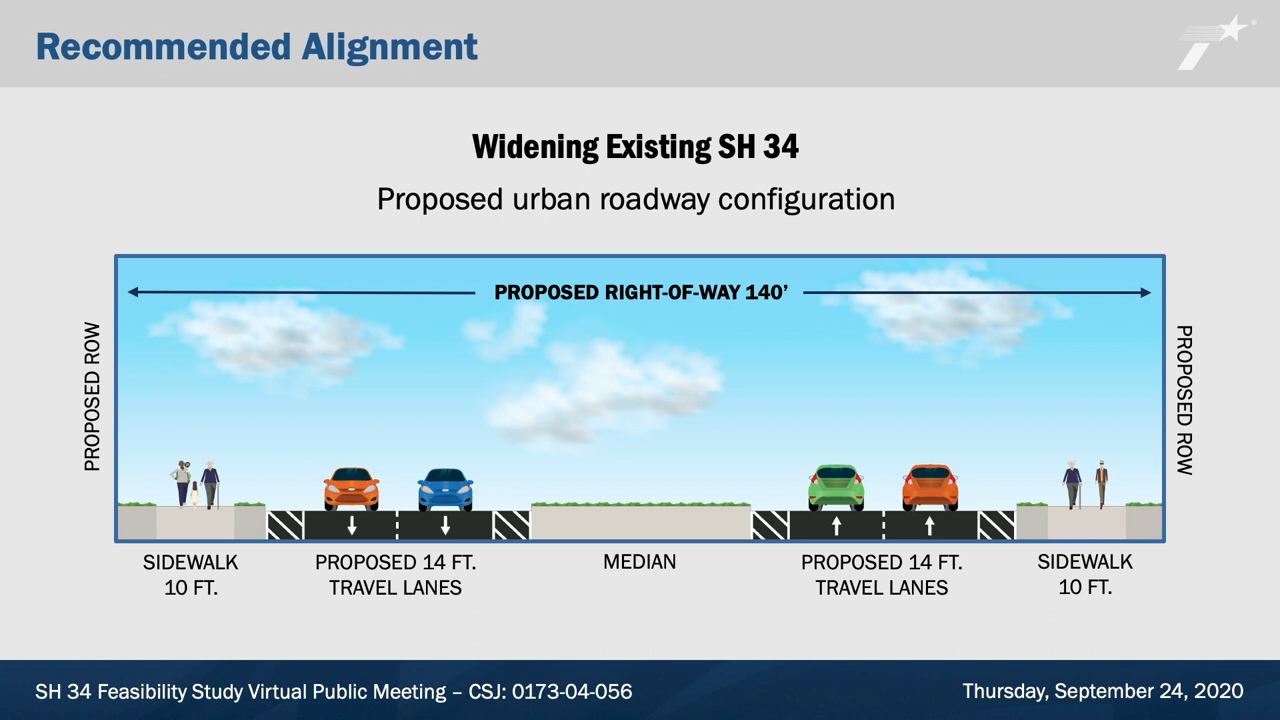 Recommended Alignment
Widening Existing SH 34
Proposed urban roadway configuration
PROPOSED RIGHT-OF-WAY 140’
PROPOSED ROW
PROPOSED ROW
SIDEWALK
10 FT.
PROPOSED 14 FT.
TRAVEL LANES
MEDIAN
PROPOSED 14 FT.
TRAVEL LANES
SIDEWALK
10 FT.
SH 34 Feasibility Study Virtual Public Meeting – CSJ: 0173-04-056
Thursday, September 24, 2020